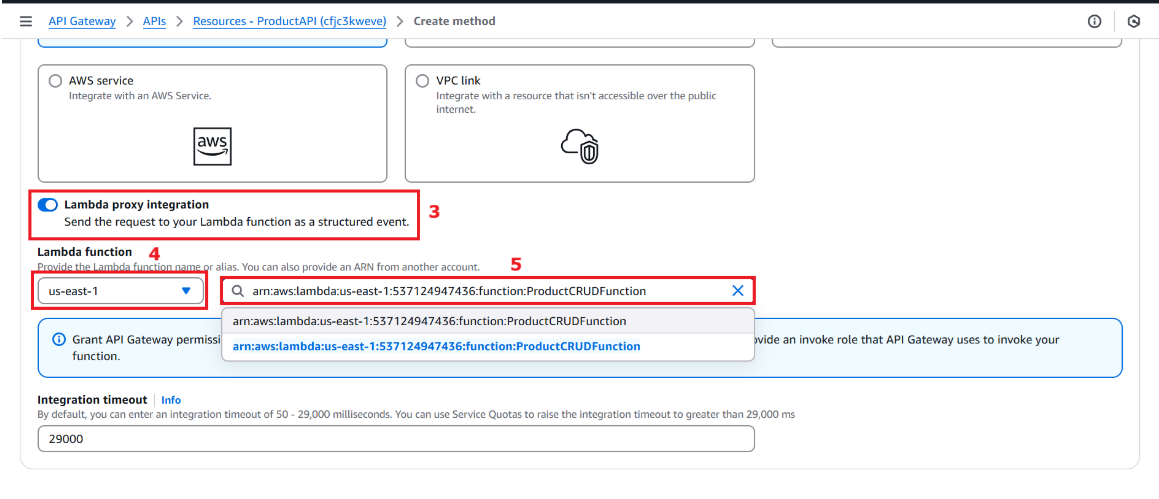 API Gateway > APIs > Resources - ProductAPI (cfjc3kweve) > Create method
AWS service
Integrate with an AWS Service.
aws
VPC link
Integrate with a resource that isn't accessible over the public
internet.
Lambda proxy integration
Send the request to your Lambda function as a structured event.
3
Lambda function
4
Provide the Lambda function name or alias. You can also provide an ARN from another account.
5
us-east-1
arn:aws:lambda:us-east-1:537124947436:function:ProductCRUDFunction
arn:aws:lambda:us-east-1:537124947436:function:ProductCRUDFunction
arn:aws:lambda:us-east-1:537124947436:function:ProductCRUDFunction
Grant API Gateway permissi ovide an invoke role that API Gateway uses to invoke your
function.
Integration timeout Info
By default, you can enter an integration timeout of 50 - 29,000 milliseconds. You can use Service Quotas to raise the integration timeout to greater than 29,000 ms
29000